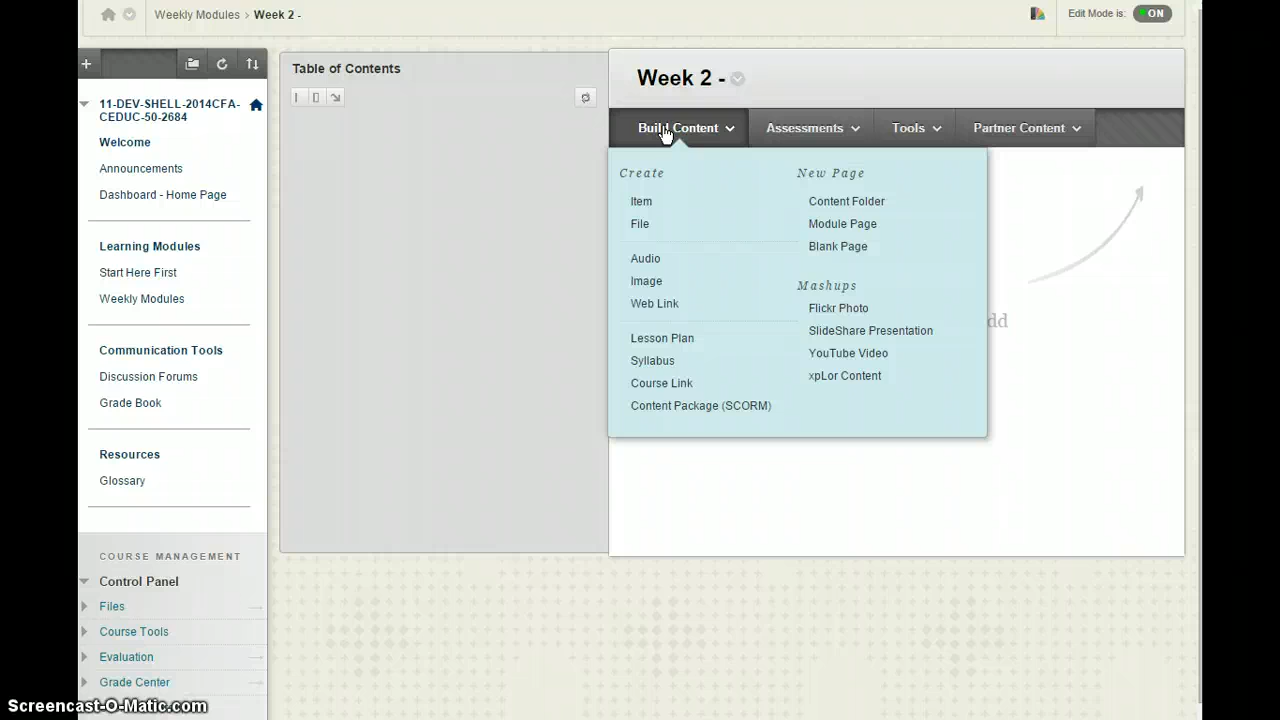 Weekly Modules > Week 2 -
Edit Mode is: ON
11-DEV-SHELL-2014CFA-
CEDUC-50-2684
Welcome
Announcements
Dashboard - Home Page
Learning Modules
Start Here First
Weekly Modules
Communication Tools
Discussion Forums
Grade Book
Resources
Glossary
COURSE MANAGEMENT
Control Panel
Files
Course Tools
Evaluation
Grade Center
Table of Contents
Week 2 -
Build Content
Assessments
Tools
Partner Content
Create
Item
File
Audio
Image
Web Link
Lesson Plan
Syllabus
Course Link
Content Package (SCORM)
New Page
Content Folder
Module Page
Blank Page
Mashups
Flickr Photo
SlideShare Presentation
YouTube Video
xpLor Content
Screencast-O-Matic.com